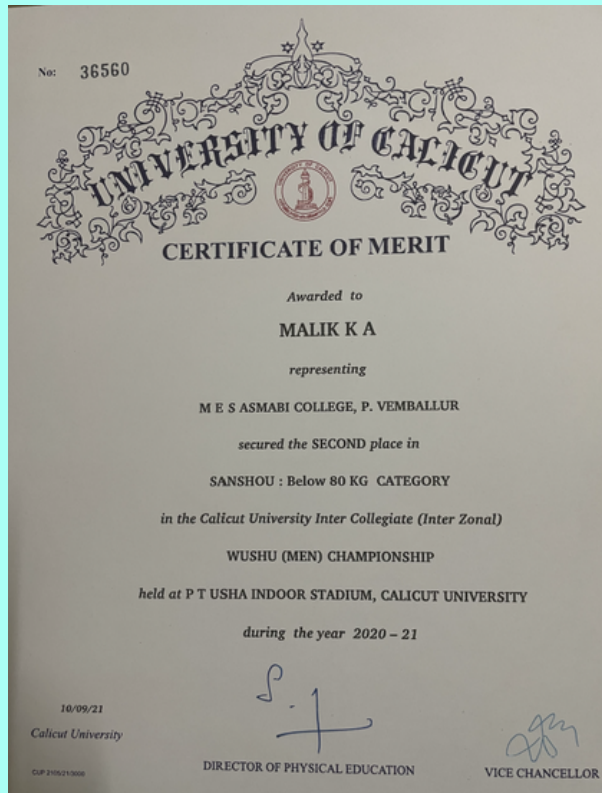 No: 36560
UNIVERSITY OF CALICUT
UNIVERSITY OF CALICUT
CERTIFICATE OF MERIT
Awarded to
MALIK K A
representing
M E S ASMABI COLLEGE, P. VEMBALLUR
secured the SECOND place in
SANSHOU : Below 80 KG CATEGORY
in the Calicut University Inter Collegiate (Inter Zonal)
WUSHU (MEN) CHAMPIONSHIP
held at P T USHA INDOOR STADIUM, CALICUT UNIVERSITY
during the year 2020 – 21
10/09/21
Calicut University
DIRECTOR OF PHYSICAL EDUCATION
VICE CHANCELLOR